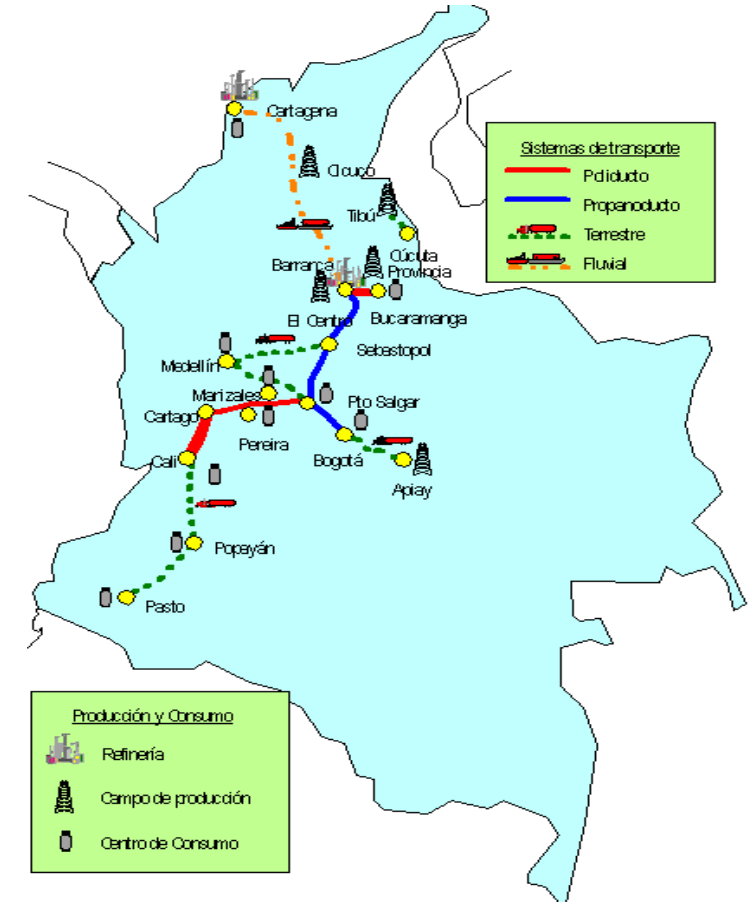 Cartagena
Cicuco
Tibú
Cúcuta
Provincia
Barranca
El Centro
Bucaramanga
Sebastopol
Medellín
Marizales
Pto Salgar
Cartago
Pereira
Bogotá
Cali
Apiay
Popayán
Pasto
Sistemas de transporte
Poliducto
Propanoducto
Terrestre
Fluvial
Producción y Consumo
Refinería
Campo de producción
Centro de Consumo